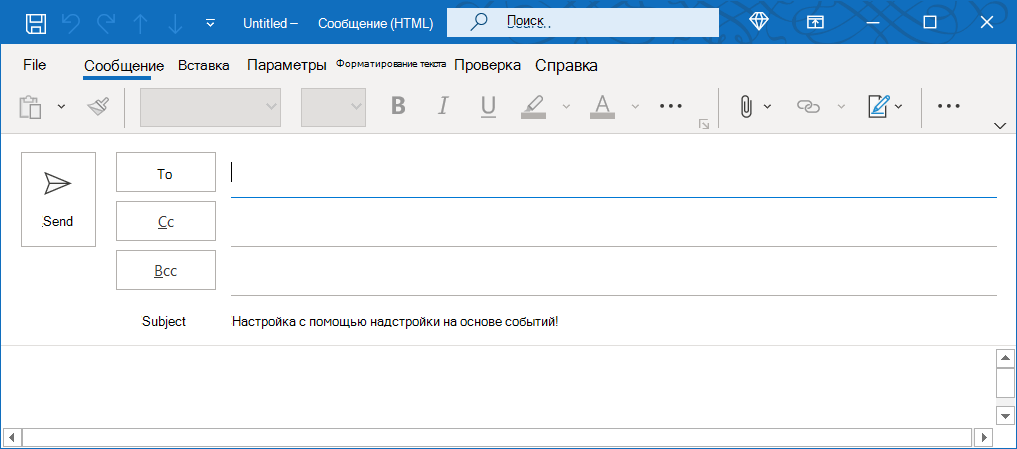 Untitled – Сообщение (HTML) Поиск
File Сообщение Вставка Параметры Форматирование текста Проверка Справка
B I U A
To
Send
Cc
Bcc
Subject Настройка с помощью надстройки на основе событий!